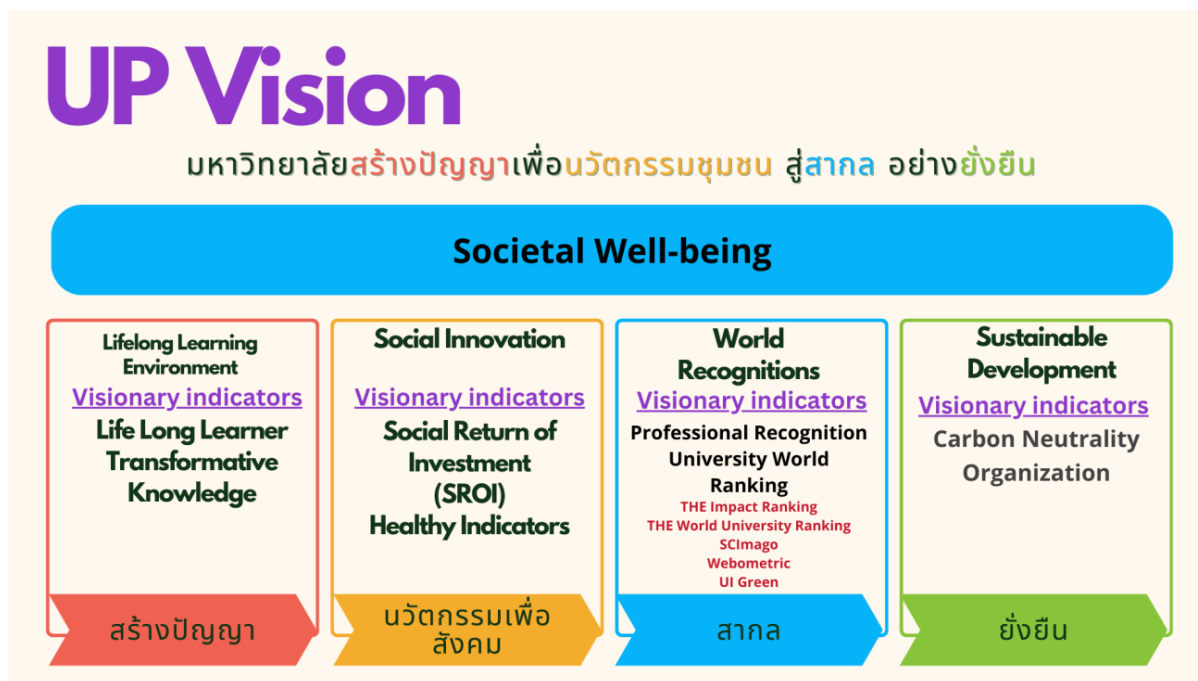 UP Vision
มหาวิทยาลัยสร้างปัญญาเพื่อนวัตกรรมชุมชน สู่สากล อย่างยั่งยืน
Societal Well-being
Lifelong Learning
Environment
Visionary indicators
Life Long Learner
Transformative
Knowledge
สร้างปัญญา
Social Innovation
Visionary indicators
Social Return of
Investment
(SROI)
Healthy Indicators
นวัตกรรมเพื่อ
สังคม
World
Recognitions
Visionary indicators
Professional Recognition
University World
Ranking
THE Impact Ranking
THE World University Ranking
SCImago
Webometric
UI Green
สากล
Sustainable
Development
Visionary indicators
Carbon Neutrality
Organization
ยั่งยืน